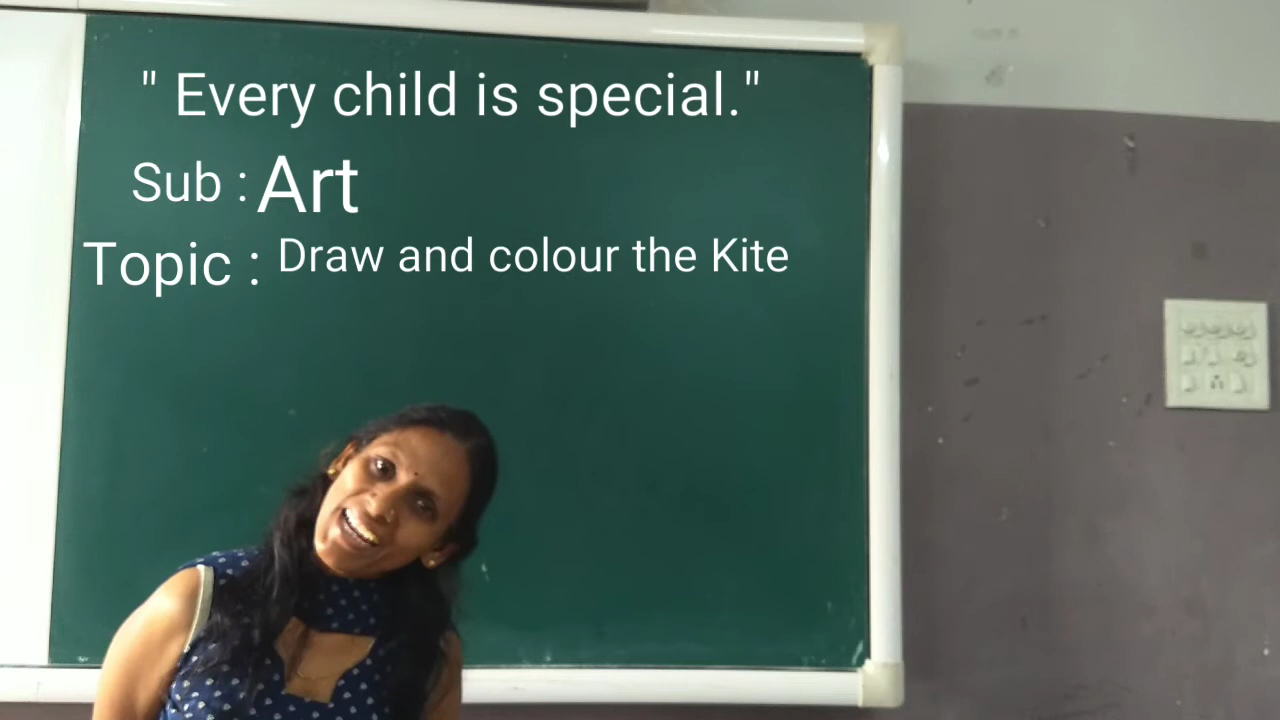 " Every child is special."
Sub : Art
Topic : Draw and colour the Kite